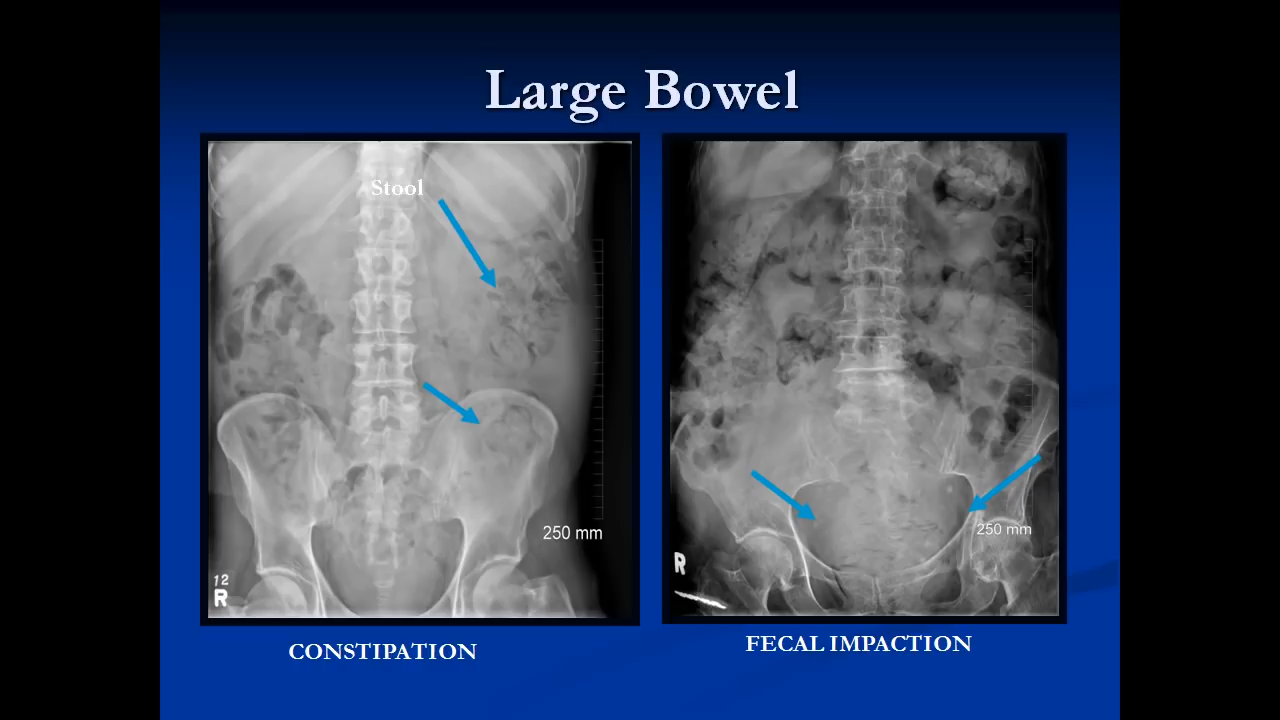 Large Bowel
Stool
250 mm
12
R
CONSTIPATION
250 mm
R
FECAL IMPACTION